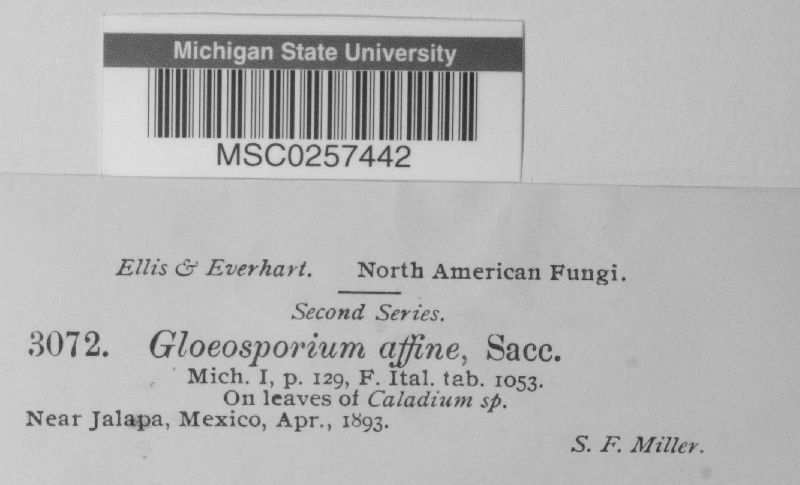 Michigan State University
MSC0257442
Ellis & Everhart. North American Fungi.
Second Series.
3072. Gloeosporium affine, Sacc.
Mich. I, p. 129, F. Ital. tab. 1053.
On leaves of Caladium sp.
Near Jalapa, Mexico, Apr., 1893.
S. F. Miller.